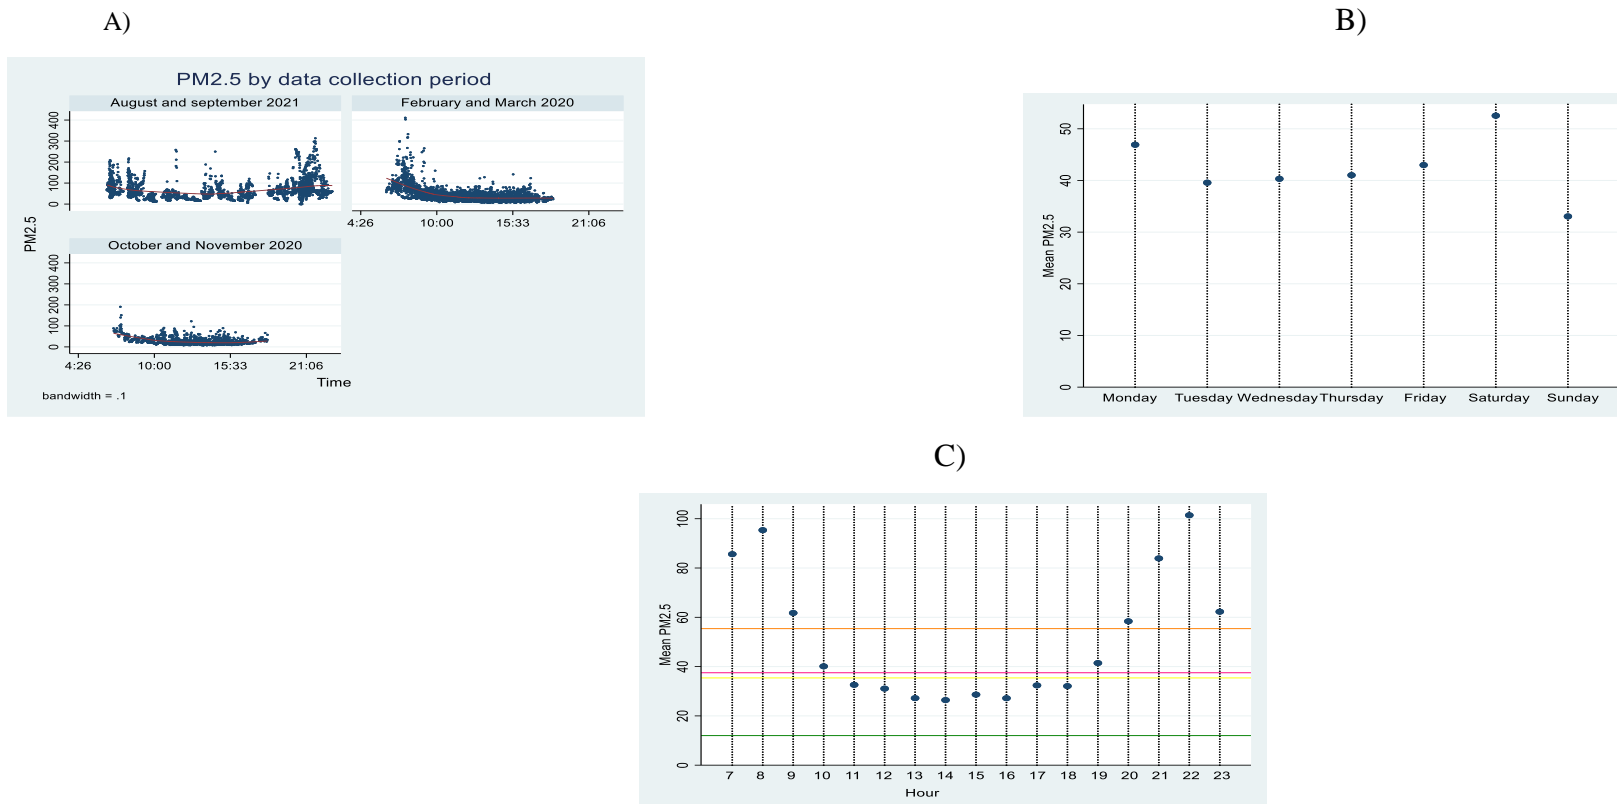 A)
B)
PM2.5 by data collection period
August and september 2021
February and March 2020
PM2.5
0 100 200 300 400
4:26 10:00 15:33 21:06
October and November 2020
0 100 200 300 400
4:26 10:00 15:33 21:06
Time
bandwidth = .1
Mean PM2.5
0 10 20 30 40 50
Monday Tuesday Wednesday Thursday Friday Saturday Sunday
C)
Mean PM2.5
0 20 40 60 80 100
7 8 9 10 11 12 13 14 15 16 17 18 19 20 21 22 23
Hour